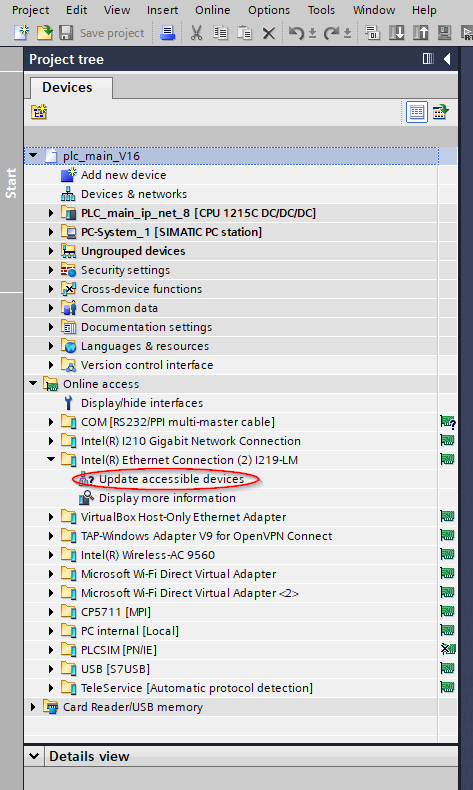 Project Edit View Insert Online Options Tools Window Help
Save project
Project tree
Devices
Start
plc_main_V16
Add new device
Devices & networks
PLC_main_ip_net_8 [CPU 1215C DC/DC/DC]
PC-System_1 [SIMATIC PC station]
Ungrouped devices
Security settings
Cross-device functions
Common data
Documentation settings
Languages & resources
Version control interface
Online access
Display/hide interfaces
COM [RS232/PPI multi-master cable]
Intel(R) I210 Gigabit Network Connection
Intel(R) Ethernet Connection (2) I219-LM
Update accessible devices
Display more information
VirtualBox Host-Only Ethernet Adapter
TAP-Windows Adapter V9 for OpenVPN Connect
Intel(R) Wireless-AC 9560
Microsoft Wi-Fi Direct Virtual Adapter
Microsoft Wi-Fi Direct Virtual Adapter <2>
CP5711 [MPI]
PC internal [Local]
PLCSIM [PN/IE]
USB [S7USB]
TeleService [Automatic protocol detection]
Card Reader/USB memory
Details view